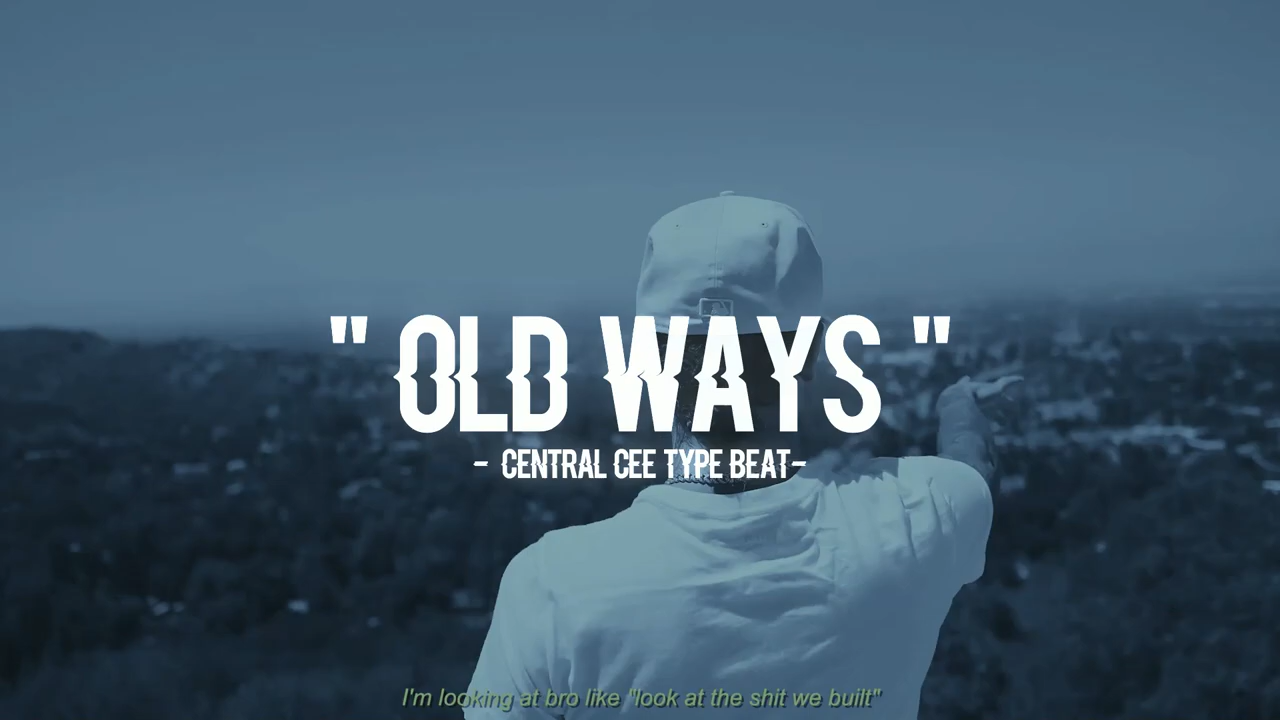 " OLD WAYS "
- CENTRAL CEE TYPE BEAT-
I'm looking at bro like "look at the shit we built"